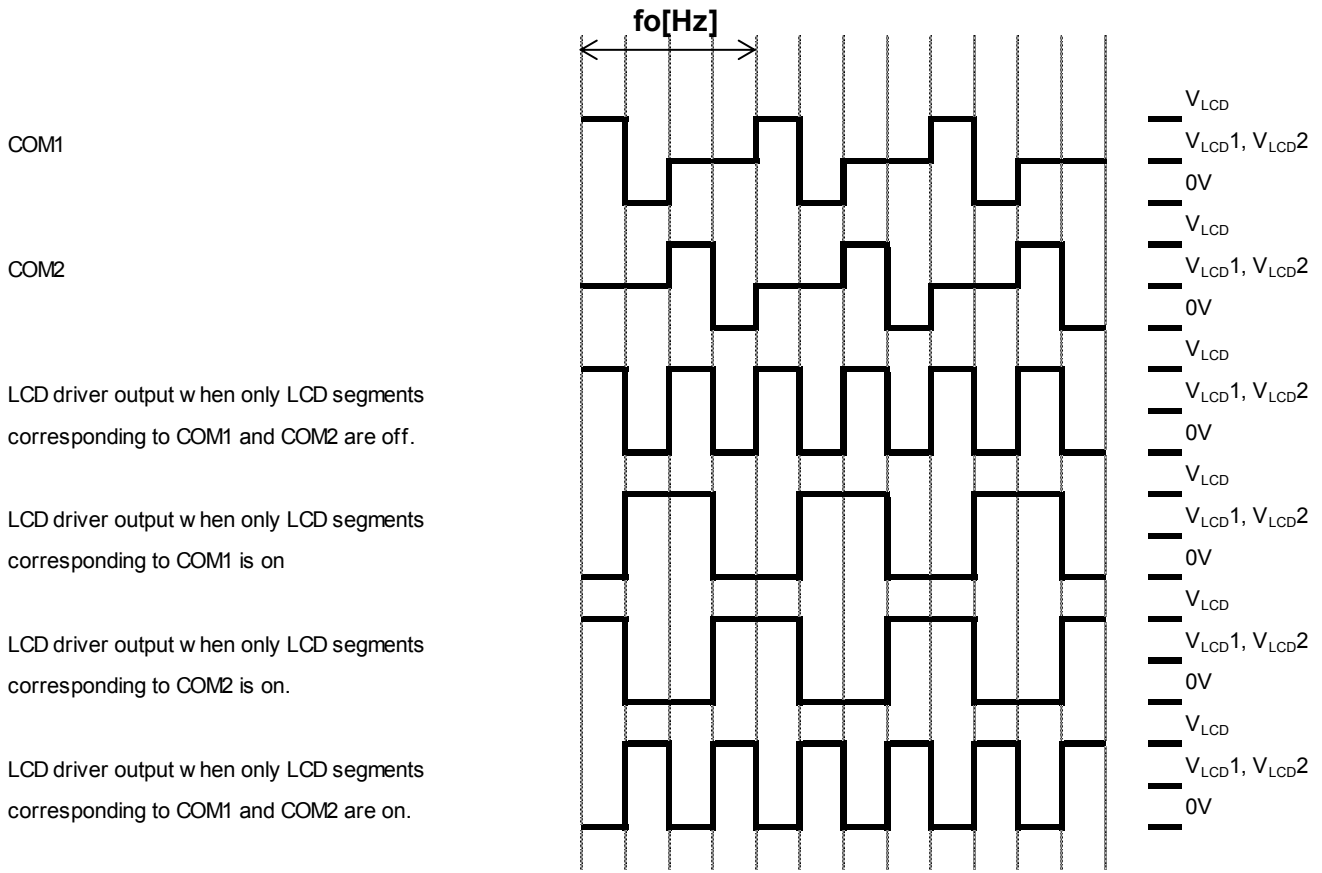 fo[Hz]
VLCD
COM1
VLCD1, VLCD2
0V
VLCD
COM2
VLCD1, VLCD2
0V
VLCD
LCD driver output w hen only LCD segments
VLCD1, VLCD2
corresponding to COM1 and COM2 are off.
0V
VLCD
LCD driver output w hen only LCD segments
VLCD1, VLCD2
corresponding to COM1 is on
0V
VLCD
LCD driver output w hen only LCD segments
VLCD1, VLCD2
corresponding to COM2 is on.
0V
VLCD
LCD driver output w hen only LCD segments
VLCD1, VLCD2
corresponding to COM1 and COM2 are on.
0V